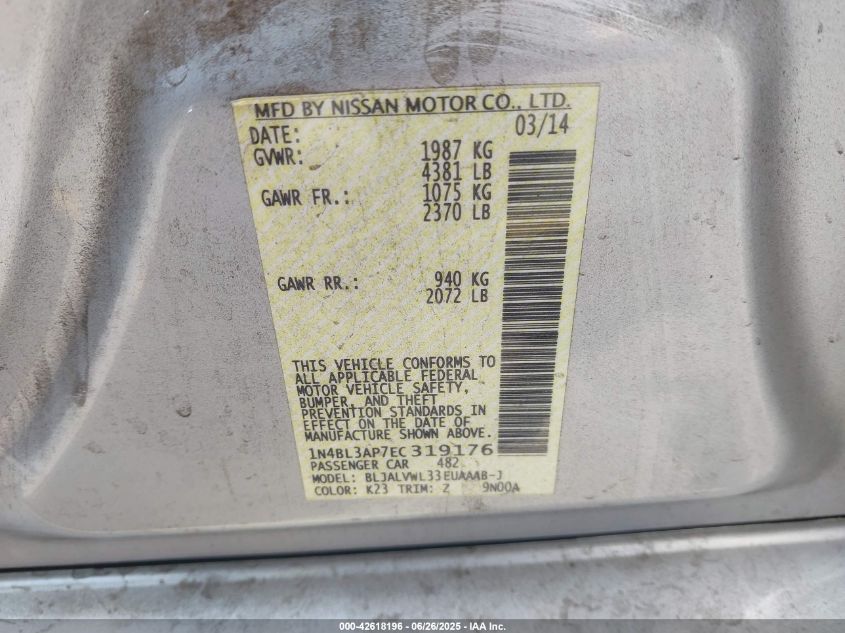 MFD BY NISSAN MOTOR CO., LTD.
DATE: 03/14
GVWR: 1987 KG
4381 LB
GAWR FR.: 1075 KG
2370 LB
GAWR RR.: 940 KG
2072 LB
THIS VEHICLE CONFORMS TO
ALL APPLICABLE FEDERAL
MOTOR VEHICLE SAFETY,
BUMPER, AND THEFT
PREVENTION STANDARDS IN
EFFECT ON THE DATE OF
MANUFACTURE SHOWN ABOVE.
1N4BL3AP7EC319176
PASSENGER CAR 482
MODEL: BLJALVWL33EUAAAB-J
COLOR: K23 TRIM: Z 9N00A
000-42618196 - 06/26/2025 - IAA Inc.